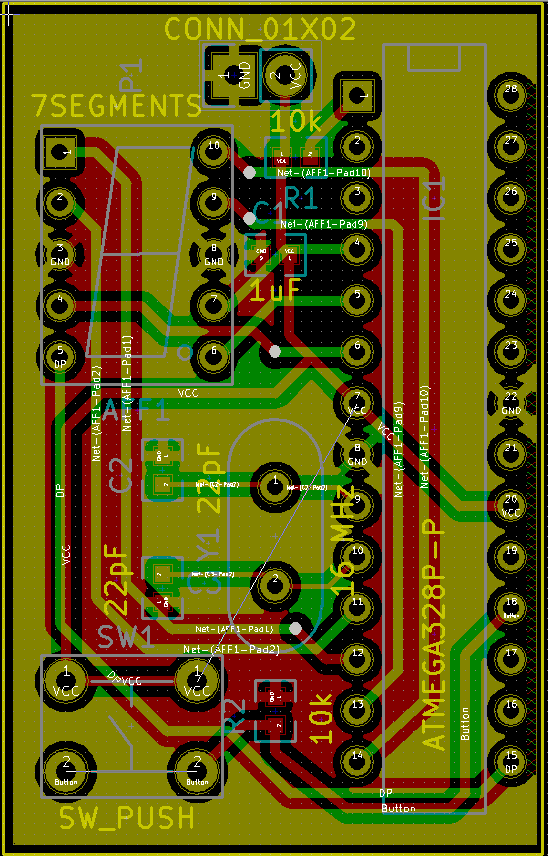 CONN_01X02
P1
1
GND
2
VCC
7SEGMENTS
10k
1
28
1
10
2
27
Net-(AFF1-Pad10)
2
9
R1
3
26
IC1
C1
Net-(AFF1-Pad9)
3
GND
8
GND
4
25
1uF
4
7
5
24
5
DP
6
6
23
VCC
7
VCC
22
GND
AFF1
Net-(AFF1-Pad2)
Net-(AFF1-Pad1)
VCC
Net-(AFF1-Pad9)
Net-(AFF1-Pad10)
8
GND
21
C2
22pF
1
9
20
VCC
DP
VCC
Y1
16MHz
10
19
22pF
2
11
18
Net-(AFF1-Pad1)
SW1
Net-(AFF1-Pad2)
12
17
1
VCC
DP
VCC
1
VCC
R2
10k
13
16
ATMEGA328P-P
Button
2
Button
2
Button
14
15
DP
DP
Button
SW_PUSH